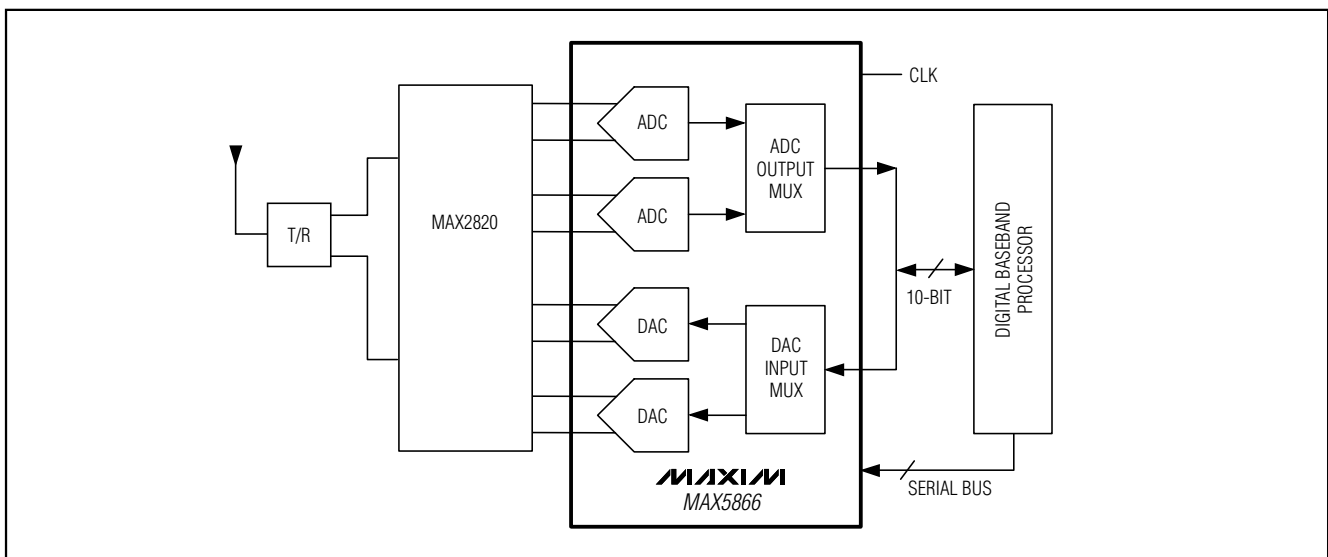 CLK
ADC
ADC
OUTPUT
MUX
ADC
T/R
MAX2820
10-BIT
DIGITAL BASEBAND
PROCESSOR
DAC
DAC
INPUT
MUX
DAC
SERIAL BUS
MAXIM
MAX5866